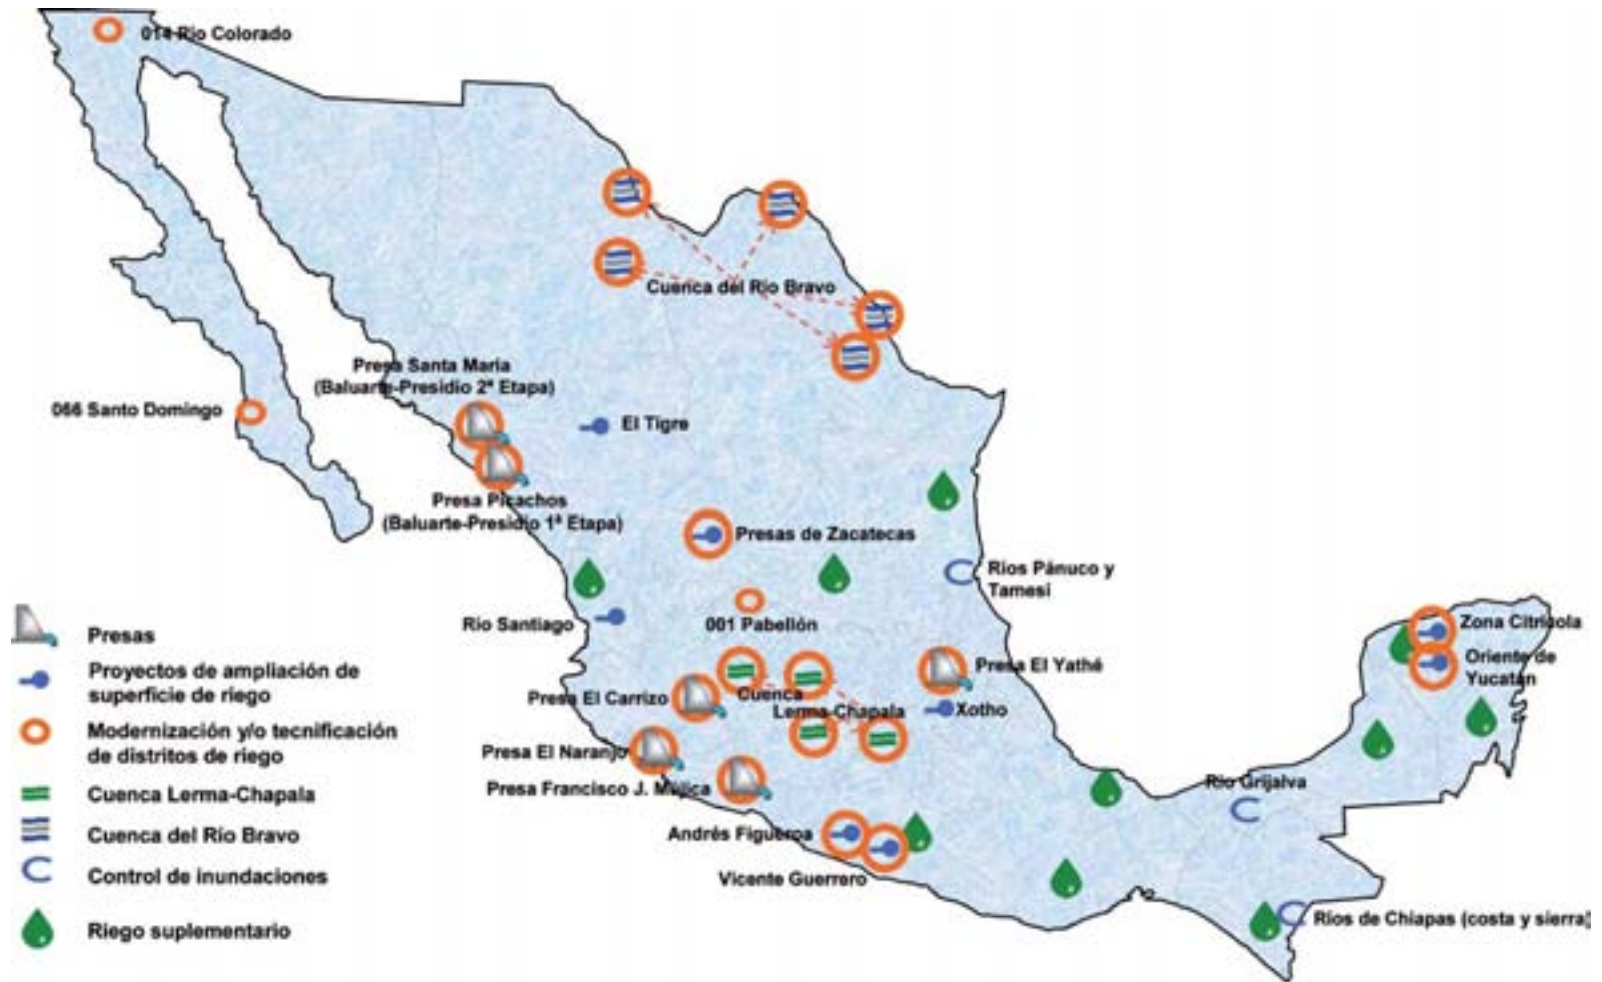 014 Río Colorado
Cuenca del Río Bravo
Presa Santa María
(Baluarte-Presidio 2ª Etapa)
066 Santo Domingo
El Tigre
Presa Picachos
(Baluarte-Presidio 1ª Etapa)
Presas de Zacatecas
Ríos Pánuco y
Tamesí
Río Santiago
001 Pabellón
Zona Citrícola
Oriente de
Yucatán
Presa El Yathé
Presa El Carrizo
Cuenca
Lerma-Chapala
Xotho
Presa El Naranjo
Presa Francisco J. Mújica
Río Grijalva
Andrés Figueroa
Vicente Guerrero
Ríos de Chiapas (costa y sierra)
Presas
Proyectos de ampliación de
superficie de riego
Modernización y/o tecnificación
de distritos de riego
Cuenca Lerma-Chapala
Cuenca del Río Bravo
Control de inundaciones
Riego suplementario